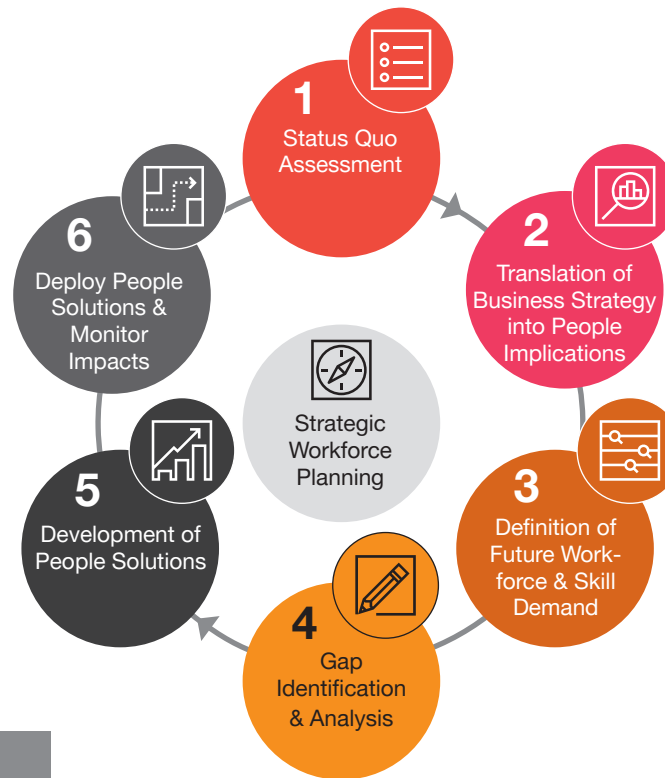 1
Status Quo
Assessment
2
Translation of
Business Strategy
into People
Implications
3
Definition of
Future Work-
force & Skill
Demand
4
Gap
Identification
& Analysis
5
Development of
People Solutions
6
Deploy People
Solutions &
Monitor
Impacts
Strategic
Workforce
Planning